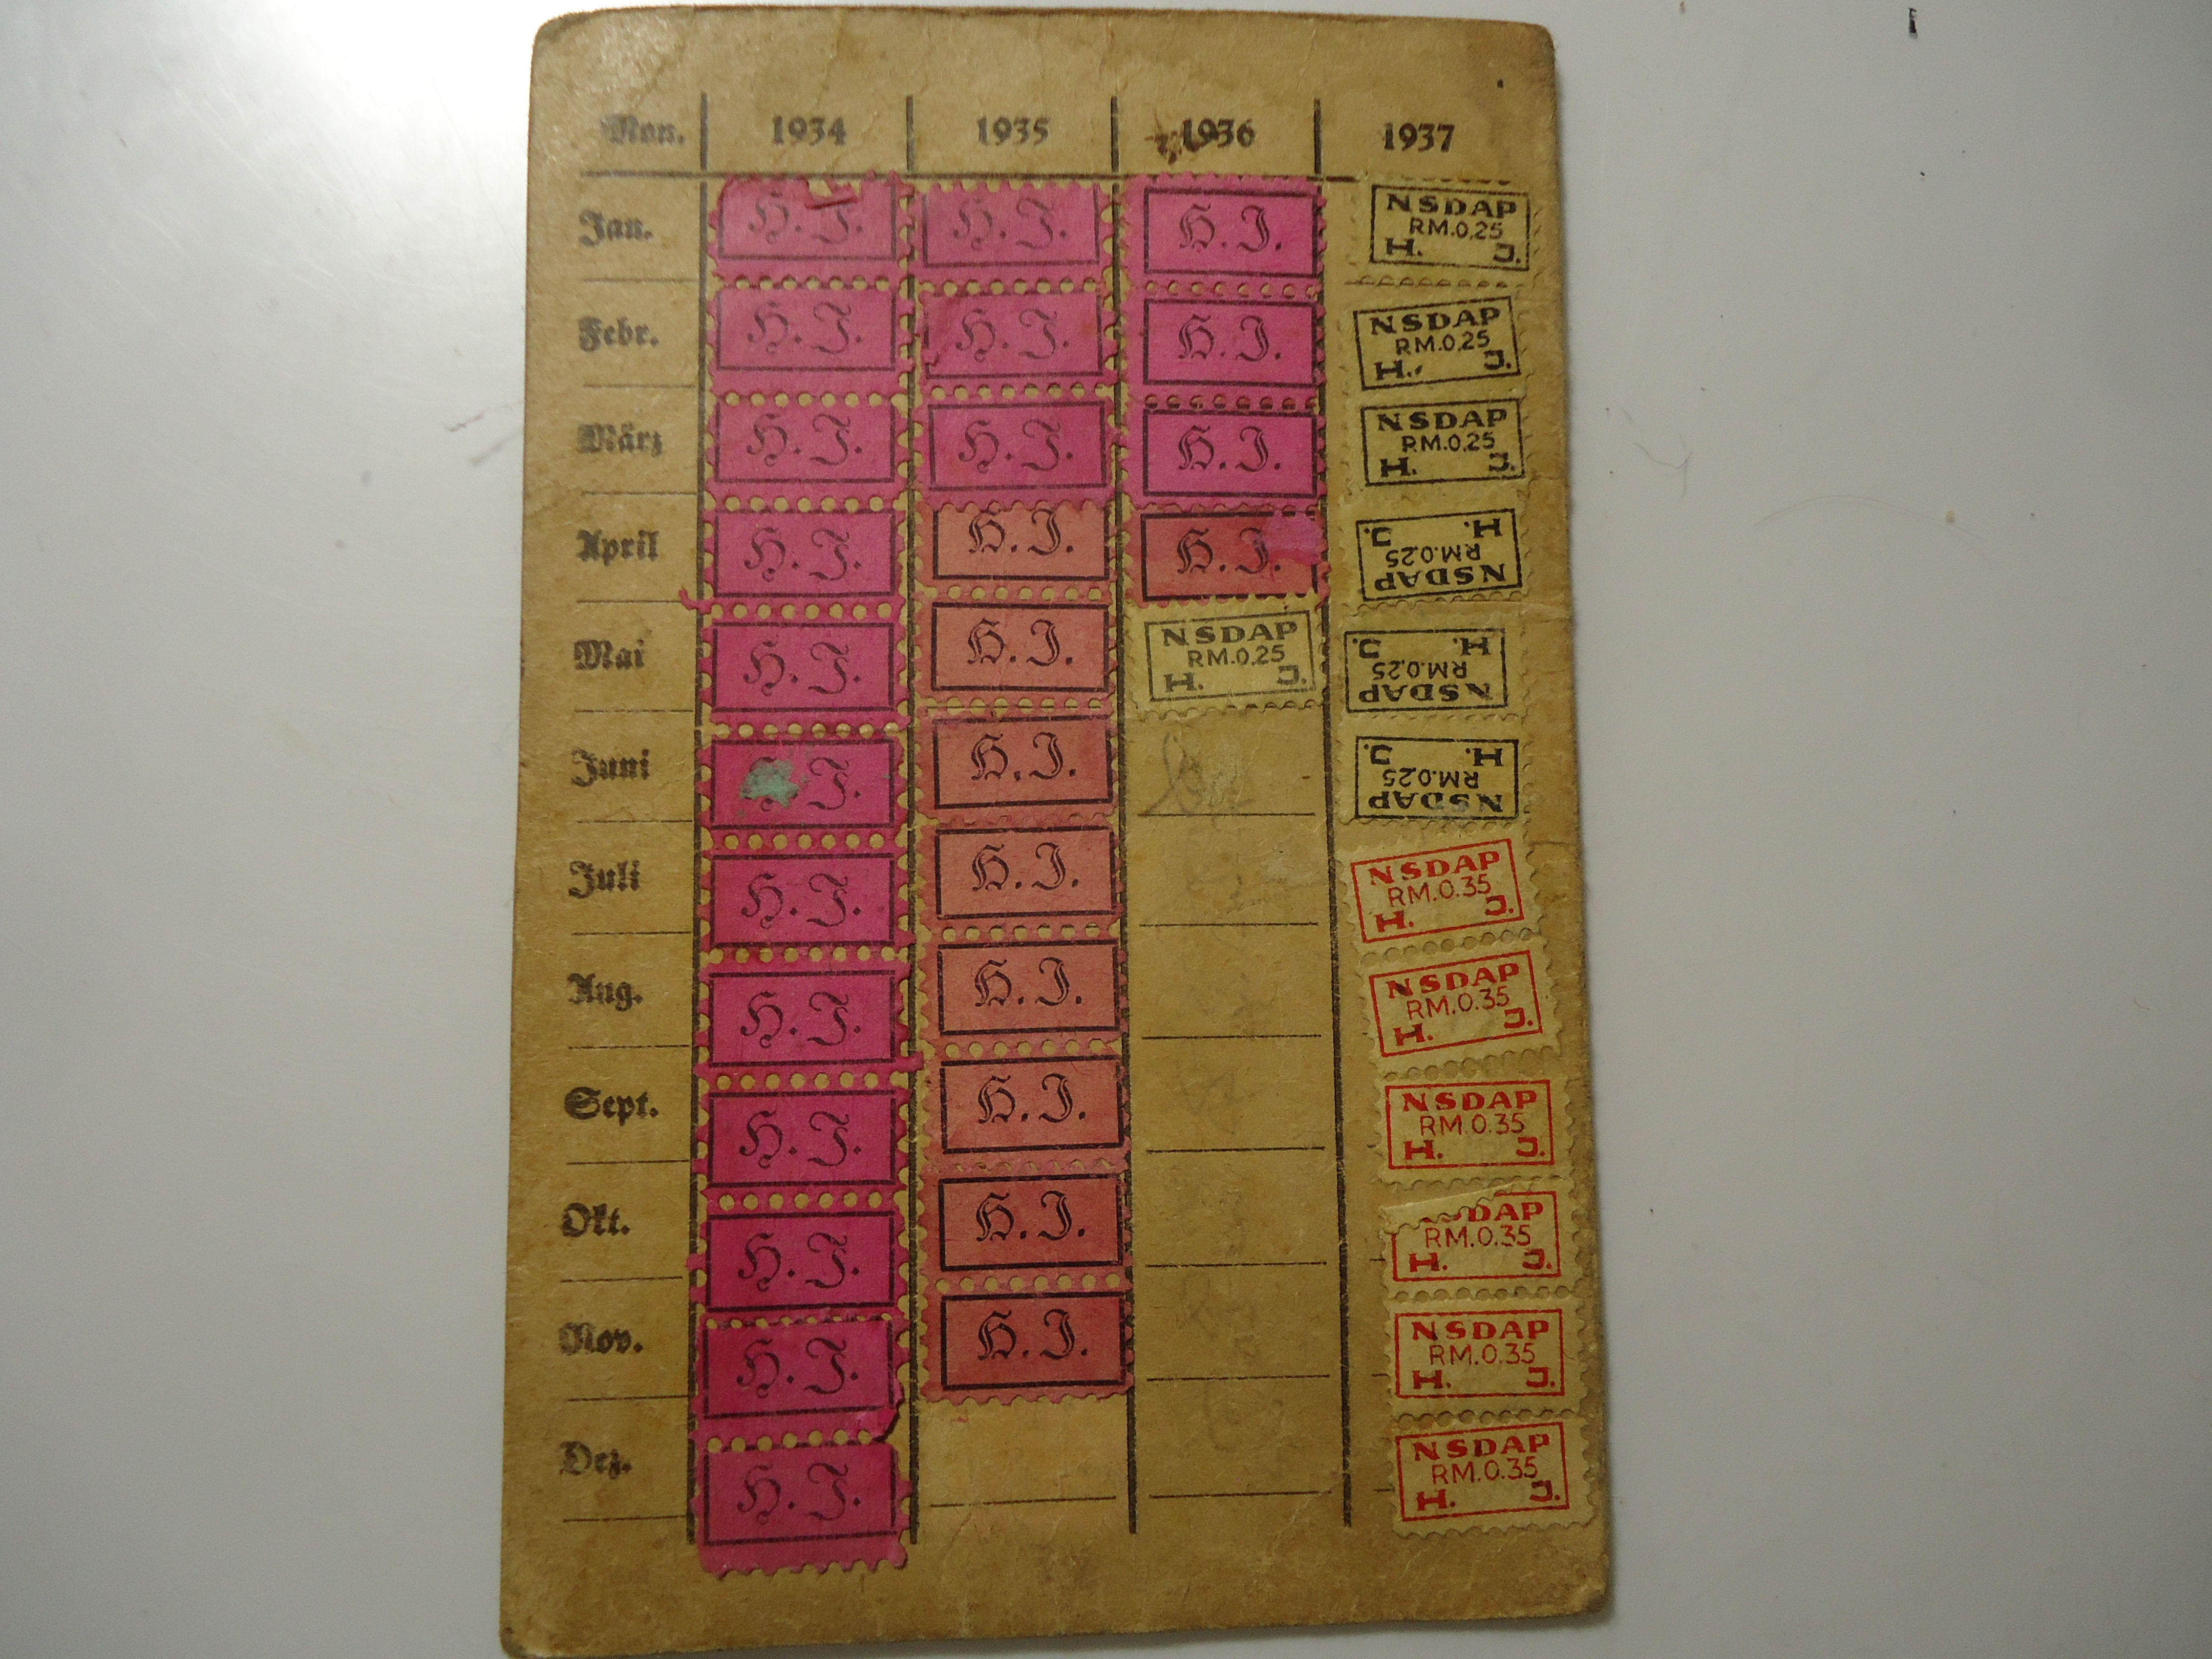 Mon. 1934 1935 1936 1937
Jan. H. J. H. J. H. J. NSDAP
RM.0,25
H. J.
Febr. H. J. H. J. H. J. NSDAP
RM.0,25
H. J.
März H. J. H. J. H. J. NSDAP
RM.0,25
H. J.
April H. J. H. J. H. J. NSDAP
RM.0,25
H. J.
Mai H. J. H. J. NSDAP
RM.0,25
H. J.
NSDAP
RM.0,25
H. J.
Juni J. H. J. NSDAP
RM.0,25
H. J.
Juli H. J. H. J. NSDAP
RM.0.35
H. J.
Aug. H. J. H. J. NSDAP
RM.0.35
H. J.
Sept. H. J. H. J. NSDAP
RM.0.35
H. J.
Okt. H. J. H. J. DAP
RM.0.35
H. J.
Nov. H. J. H. J. NSDAP
RM.0.35
H. J.
Dez. H. J. NSDAP
RM.0.35
H. J.